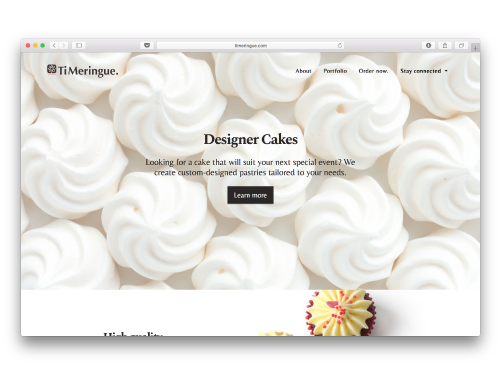 timeringue.com
TiMeringue.
About Portfolio Order now. Stay connected
Designer Cakes
Looking for a cake that will suit your next special event? We
create custom-designed pastries tailored to your needs.
Learn more
High quality